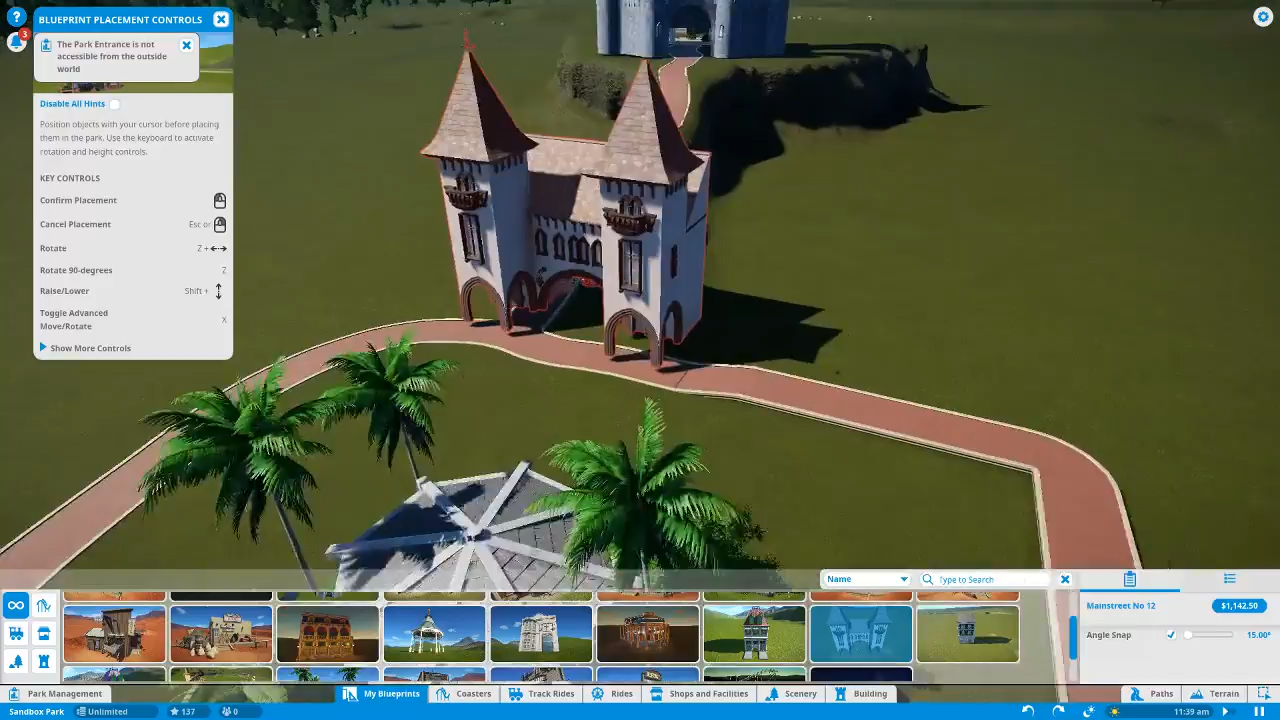 BLUEPRINT PLACEMENT CONTROLS
3
The Park Entrance is not
accessible from the outside
world
Disable All Hints
Position objects with your cursor before placing
them in the park. Use the keyboard to activate
rotation and height controls.
KEY CONTROLS
Confirm Placement
Cancel Placement Esc or
Rotate Z +
Rotate 90-degrees Z
Raise/Lower Shift +
Toggle Advanced
Move/Rotate X
Show More Controls
Name Type to Search
Mainstreet No 12 $1,142.50
Angle Snap 15.00°
Park Management My Blueprints Coasters Track Rides Rides Shops and Facilities Scenery Building Paths Terrain
Sandbox Park Unlimited 137 0 11:39 am